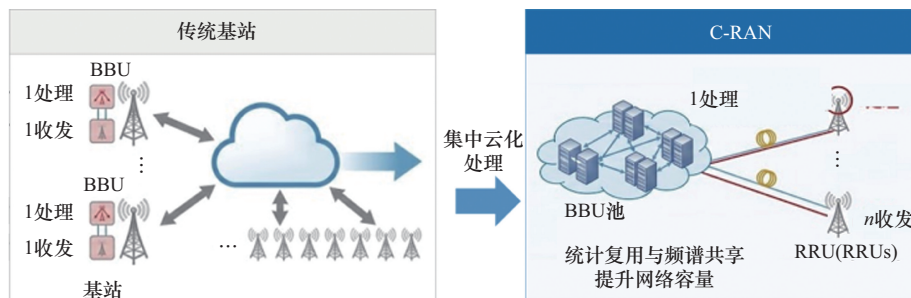 传统基站
BBU
1处理
1收发
⋮
BBU
1处理
1收发
…
基站
集中云化
处理
C-RAN
1处理
⋮
BBU池
n收发
RRU(RRUs)
统计复用与频谱共享
提升网络容量